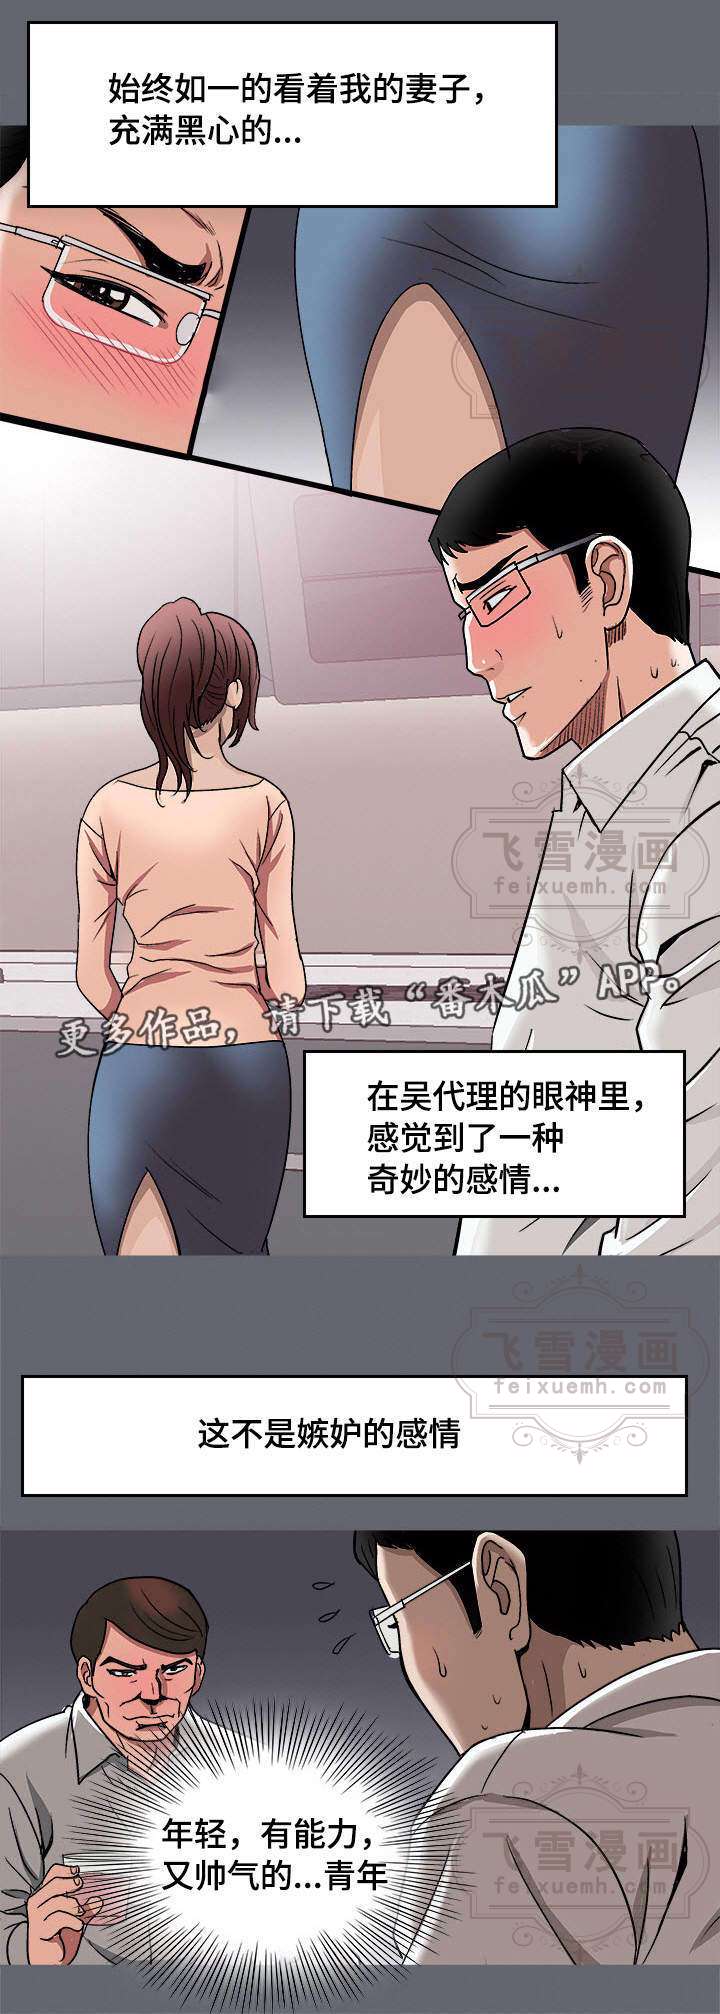 始终如一的看着我的妻子，
充满黑心的...
飞雪漫画
feixuemh.com
更多作品，请下载“番木瓜”APP。
在吴代理的眼神里，
感觉到了一种
奇妙的感情...
飞雪漫画
feixuemh.com
这不是嫉妒的感情
年轻，有能力，
又帅气的...青年
飞雪漫画
feixuemh.com